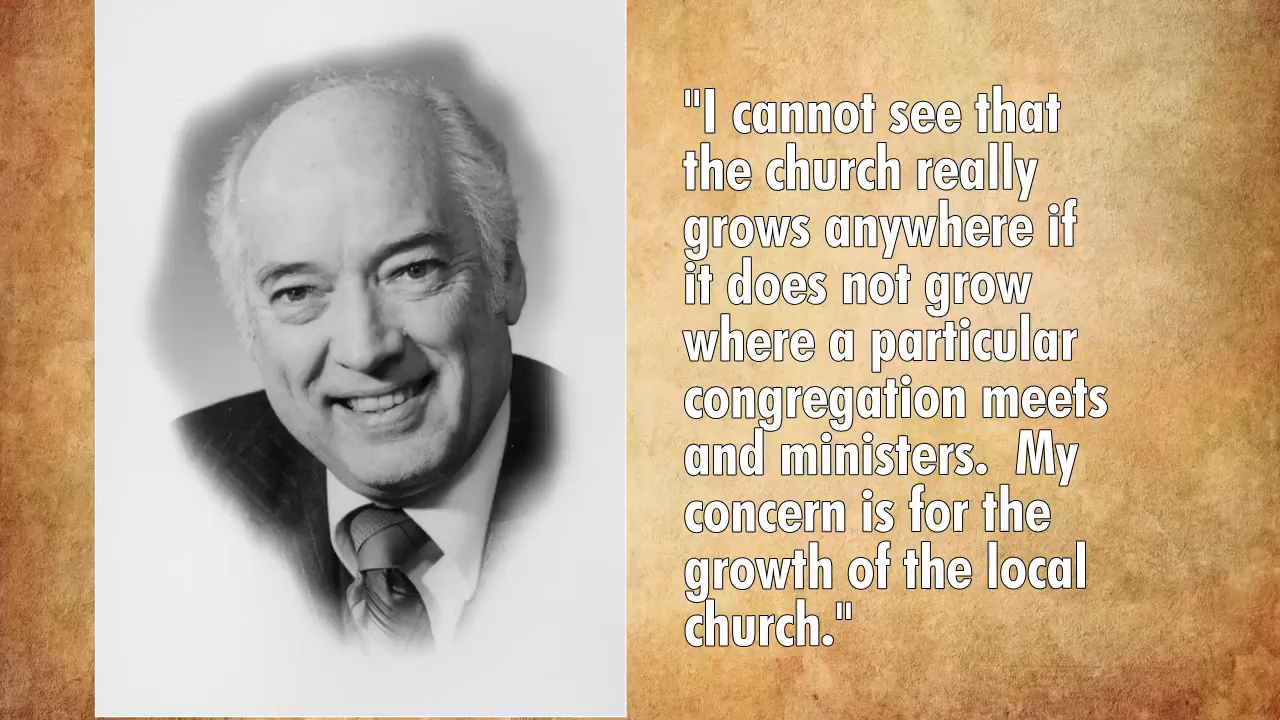 "I cannot see that
the church really
grows anywhere if
it does not grow
where a particular
congregation meets
and ministers.  My
concern is for the
growth of the local
church."